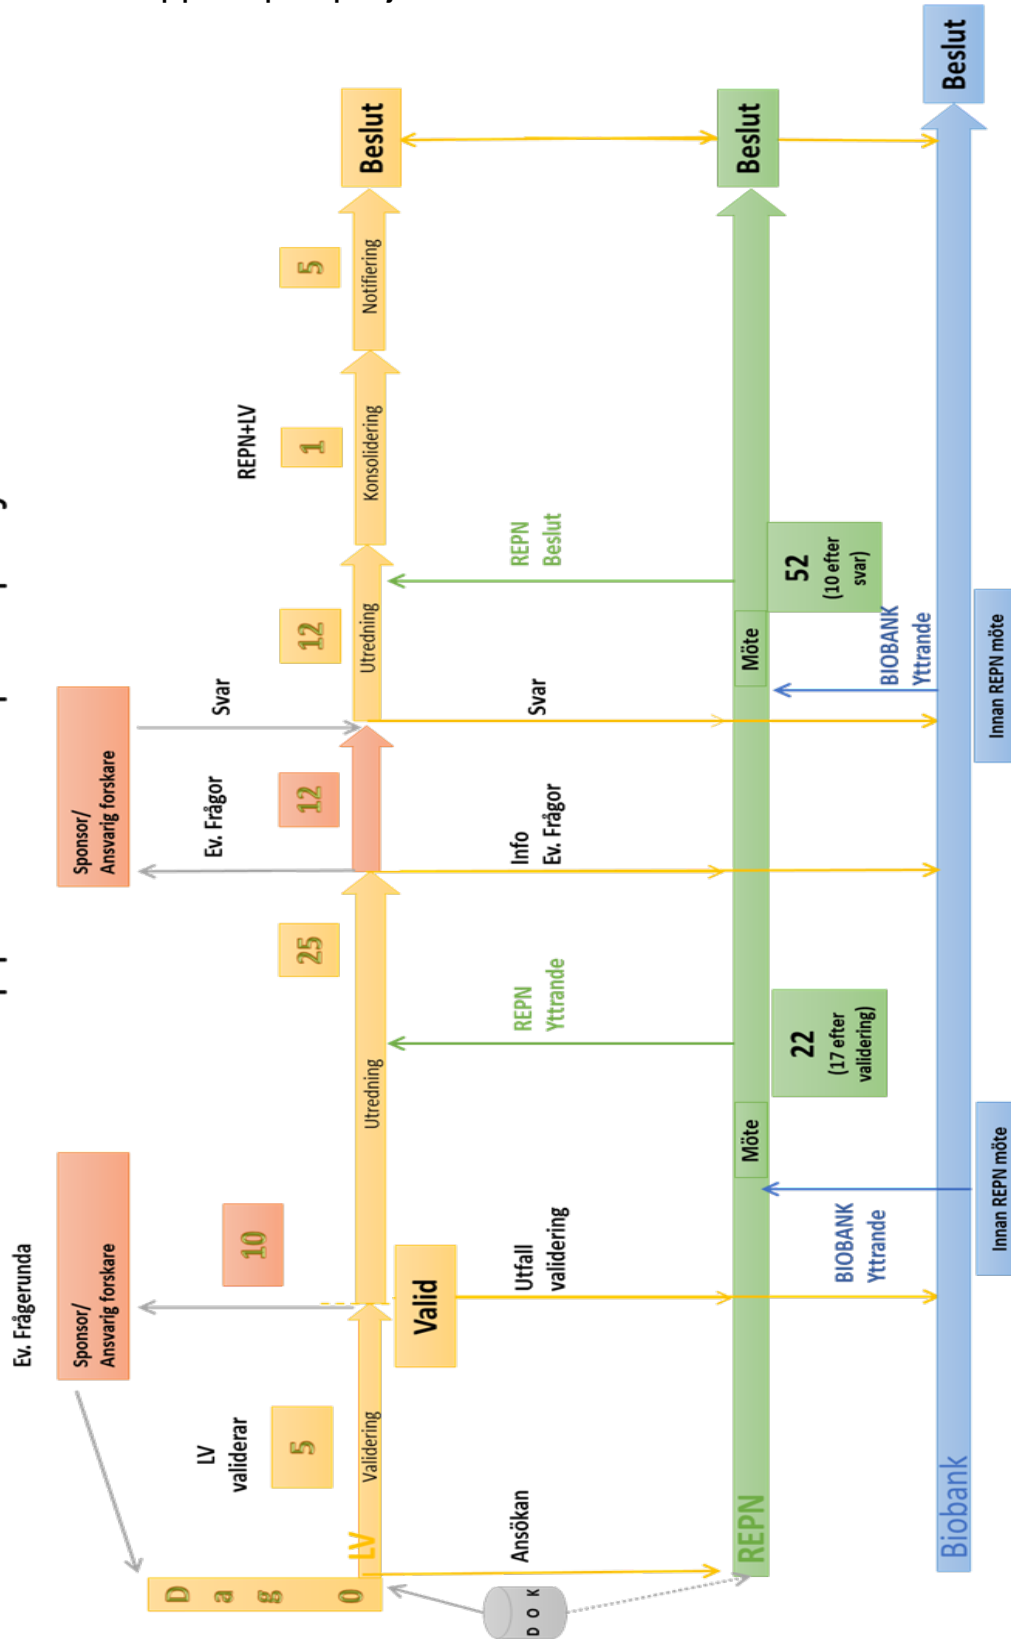 Ev. Frågerunda
Sponsor/
Ansvarig forskare
Sponsor/
Ansvarig forskare
Dag 0
LV
validerar
5
10
25
Ev. Frågor
12
Svar
12
REPN+LV
1
5
LV
Validering
Utredning
Utredning
Konsolidering
Notifiering
Beslut
Valid
DOK
Ansökan
Utfall
validering
REPN
Yttrande
Info
Ev. Frågor
Svar
REPN
Beslut
REPN
Möte
Möte
Beslut
22
(17 efter
validering)
52
(10 efter
svar)
BIOBANK
Yttrande
BIOBANK
Yttrande
Biobank
Beslut
Innan REPN möte
Innan REPN möte